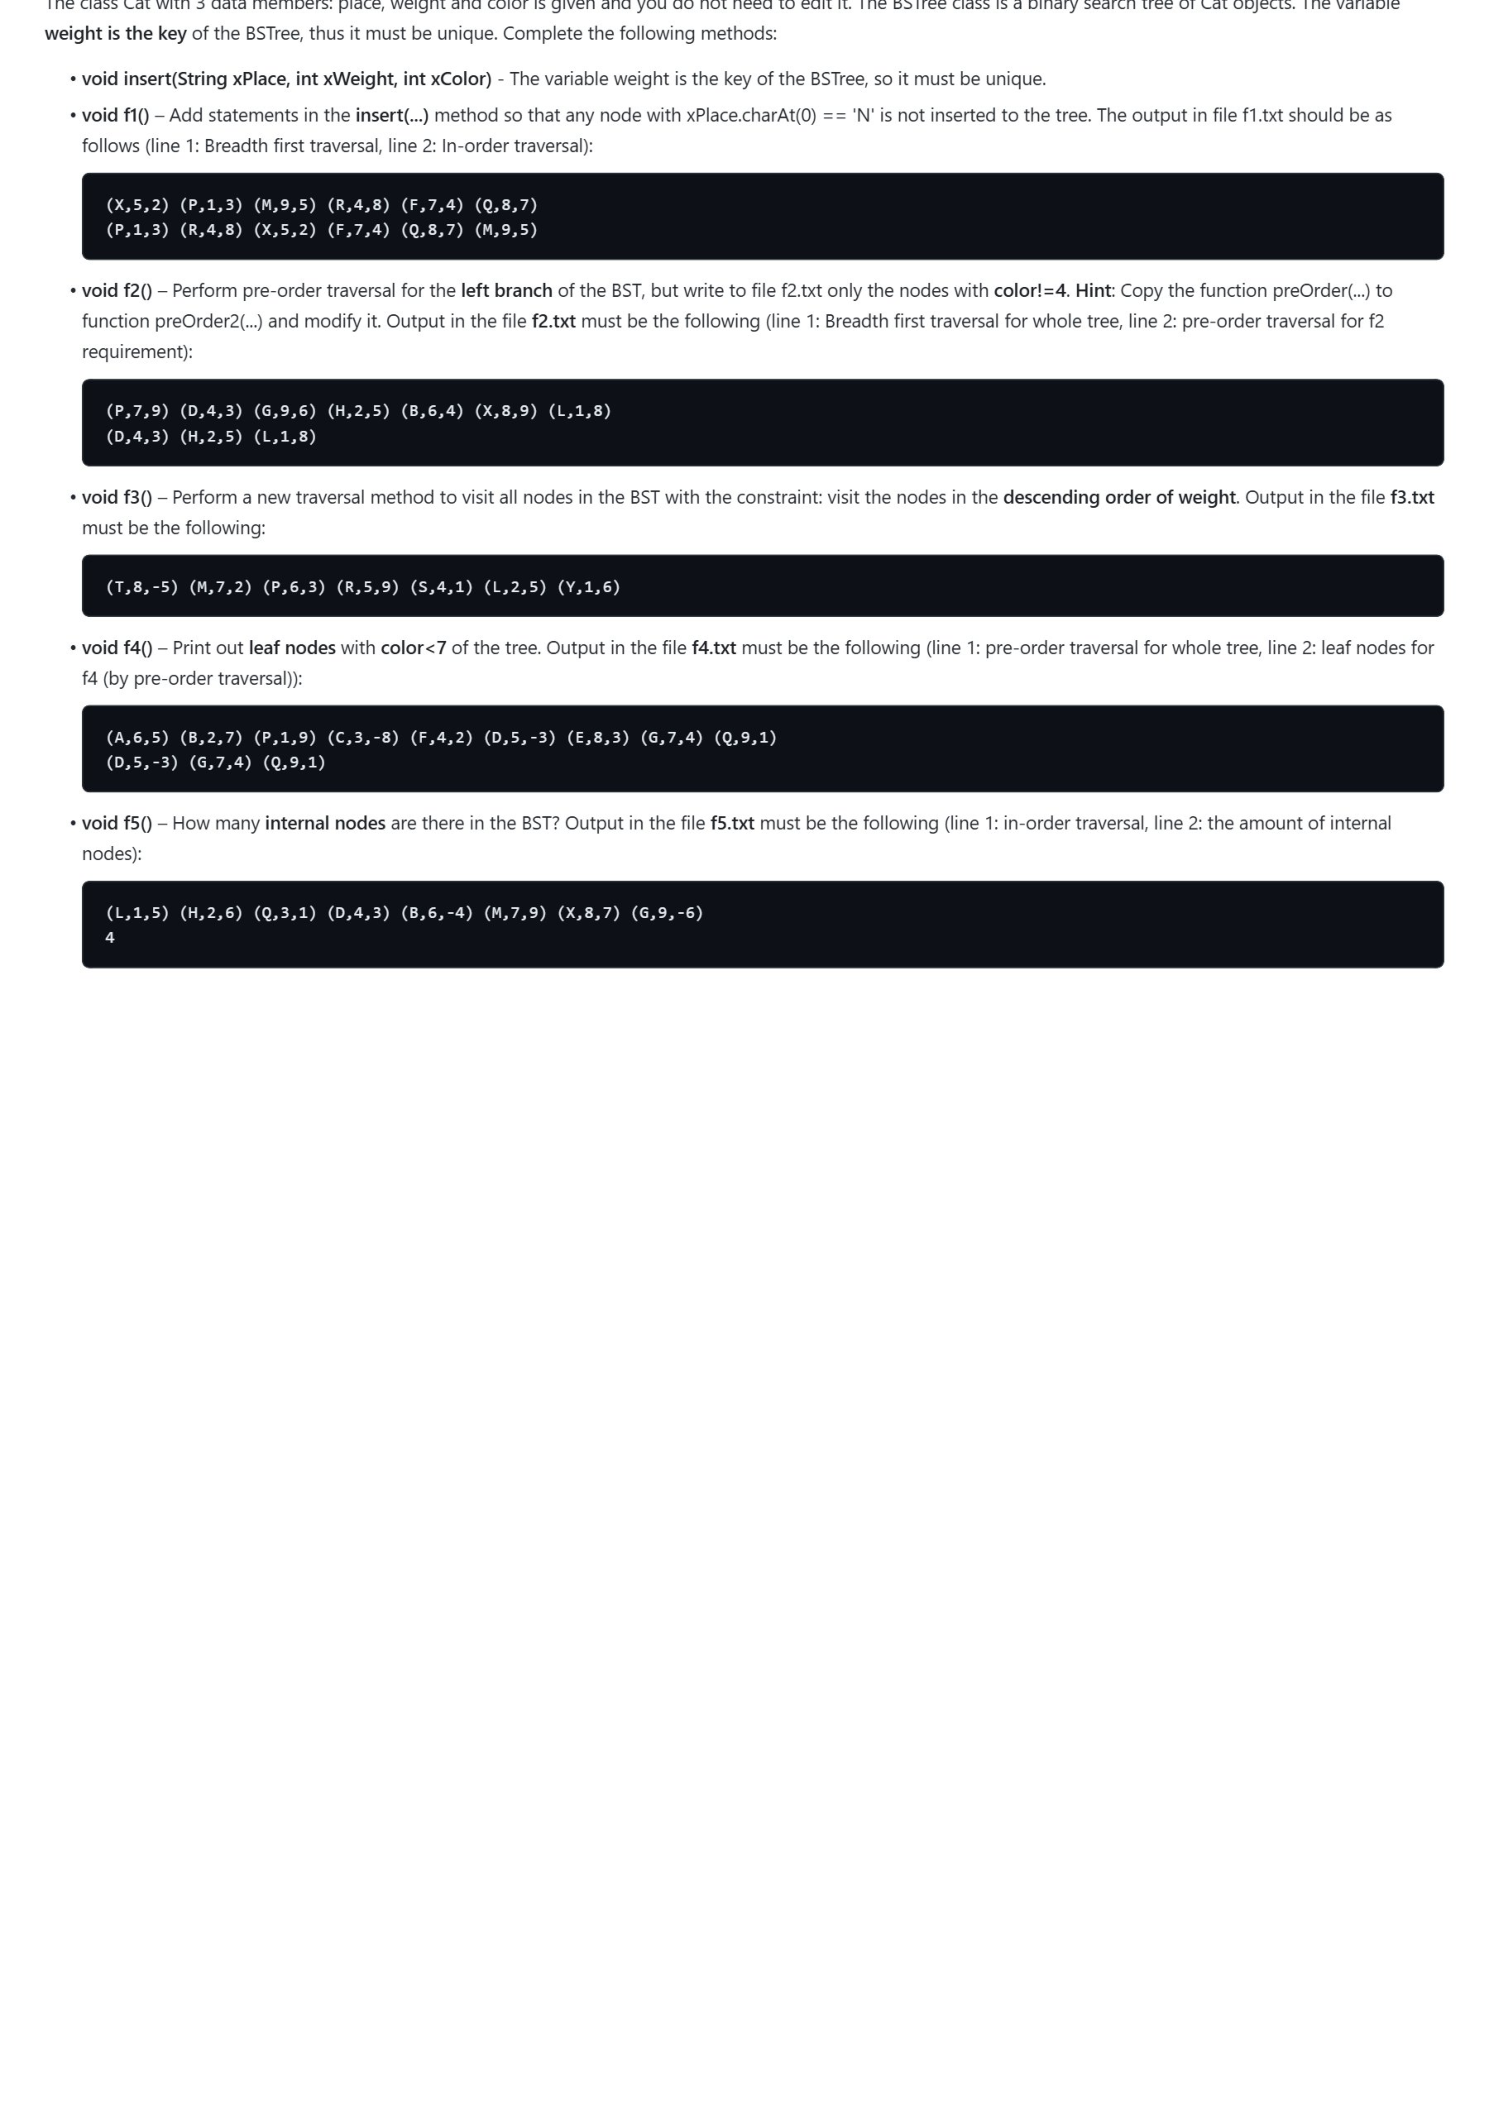 The class Cat with 3 data members: place, weight and color is given and you do not need to edit it. The BSTree class is a binary search tree of Cat objects. The variable
weight is the key of the BSTree, thus it must be unique. Complete the following methods:
• void insert(String xPlace, int xWeight, int xColor) - The variable weight is the key of the BSTree, so it must be unique.
• void f1() – Add statements in the insert(...) method so that any node with xPlace.charAt(0) == 'N' is not inserted to the tree. The output in file f1.txt should be as
follows (line 1: Breadth first traversal, line 2: In-order traversal):
(X,5,2) (P,1,3) (M,9,5) (R,4,8) (F,7,4) (Q,8,7)
(P,1,3) (R,4,8) (X,5,2) (F,7,4) (Q,8,7) (M,9,5)
• void f2() – Perform pre-order traversal for the left branch of the BST, but write to file f2.txt only the nodes with color!=4. Hint: Copy the function preOrder(...) to
function preOrder2(...) and modify it. Output in the file f2.txt must be the following (line 1: Breadth first traversal for whole tree, line 2: pre-order traversal for f2
requirement):
(P,7,9) (D,4,3) (G,9,6) (H,2,5) (B,6,4) (X,8,9) (L,1,8)
(D,4,3) (H,2,5) (L,1,8)
• void f3() – Perform a new traversal method to visit all nodes in the BST with the constraint: visit the nodes in the descending order of weight. Output in the file f3.txt
must be the following:
(T,8,-5) (M,7,2) (P,6,3) (R,5,9) (S,4,1) (L,2,5) (Y,1,6)
• void f4() – Print out leaf nodes with color<7 of the tree. Output in the file f4.txt must be the following (line 1: pre-order traversal for whole tree, line 2: leaf nodes for
f4 (by pre-order traversal)):
(A,6,5) (B,2,7) (P,1,9) (C,3,-8) (F,4,2) (D,5,-3) (E,8,3) (G,7,4) (Q,9,1)
(D,5,-3) (G,7,4) (Q,9,1)
• void f5() – How many internal nodes are there in the BST? Output in the file f5.txt must be the following (line 1: in-order traversal, line 2: the amount of internal
nodes):
(L,1,5) (H,2,6) (Q,3,1) (D,4,3) (B,6,-4) (M,7,9) (X,8,7) (G,9,-6)
4